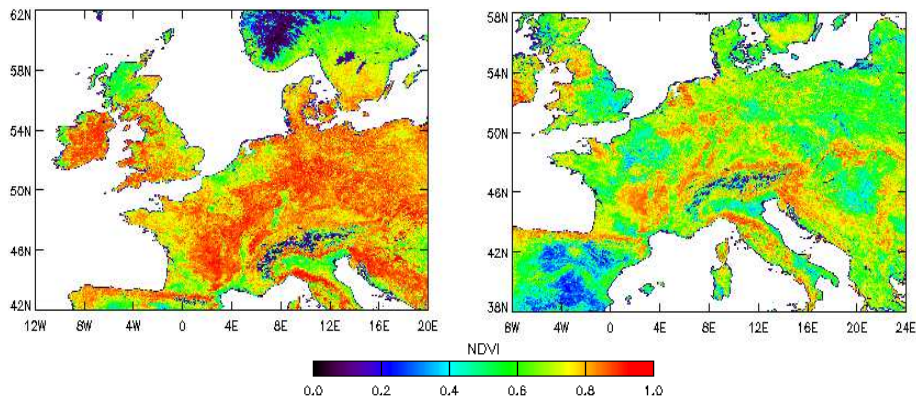 62N
58N
54N
50N
46N
42N
12W 8W 4W 0 4E 8E 12E 16E 20E
58N
54N
50N
46N
42N
38N
8W 4W 0 4E 8E 12E 16E 20E 24E
NDVI
0.0 0.2 0.4 0.6 0.8 1.0